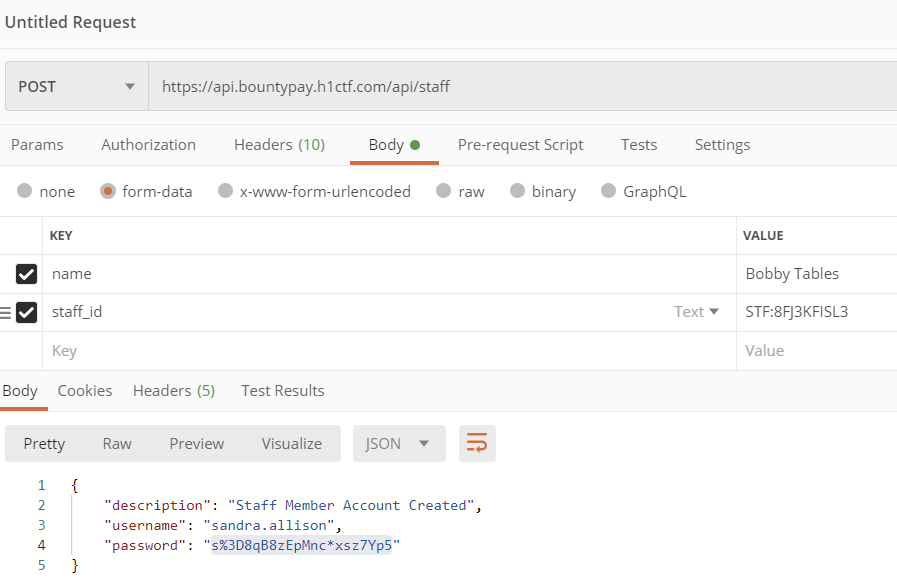 Untitled Request
POST https://api.bountypay.h1ctf.com/api/staff
Params Authorization Headers (10) Body Pre-request Script Tests Settings
none form-data x-www-form-urlencoded raw binary GraphQL
KEY VALUE
name Bobby Tables
staff_id Text STF:8FJ3KFISL3
Key Value
Body Cookies Headers (5) Test Results
Pretty Raw Preview Visualize JSON
1 {
2 "description": "Staff Member Account Created",
3 "username": "sandra.allison",
4 "password": "s%3D8qB8zEpMnc*xsz7Yp5"
5 }